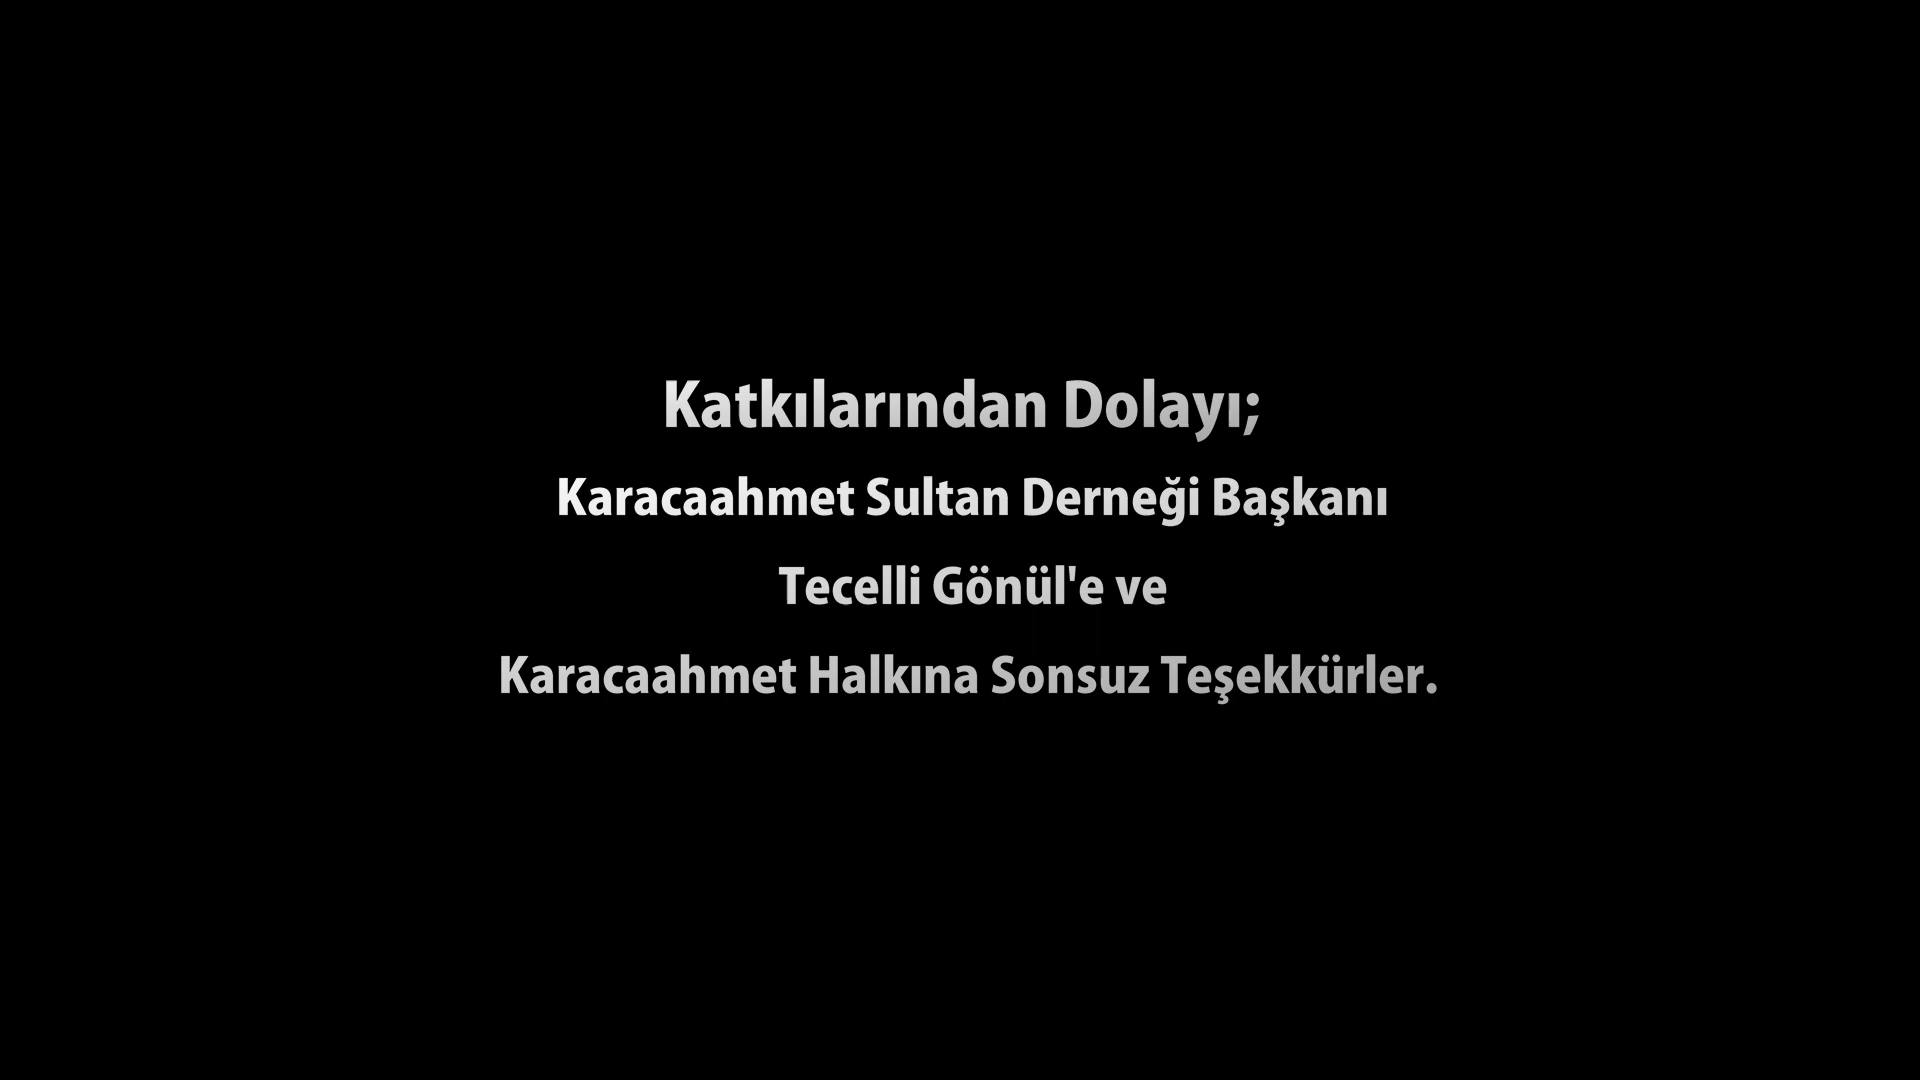 Katkılarından Dolayı;
Karacaahmet Sultan Derneği Başkanı
Tecelli Gönül'e ve
Karacaahmet Halkına Sonsuz Teşekkürler.